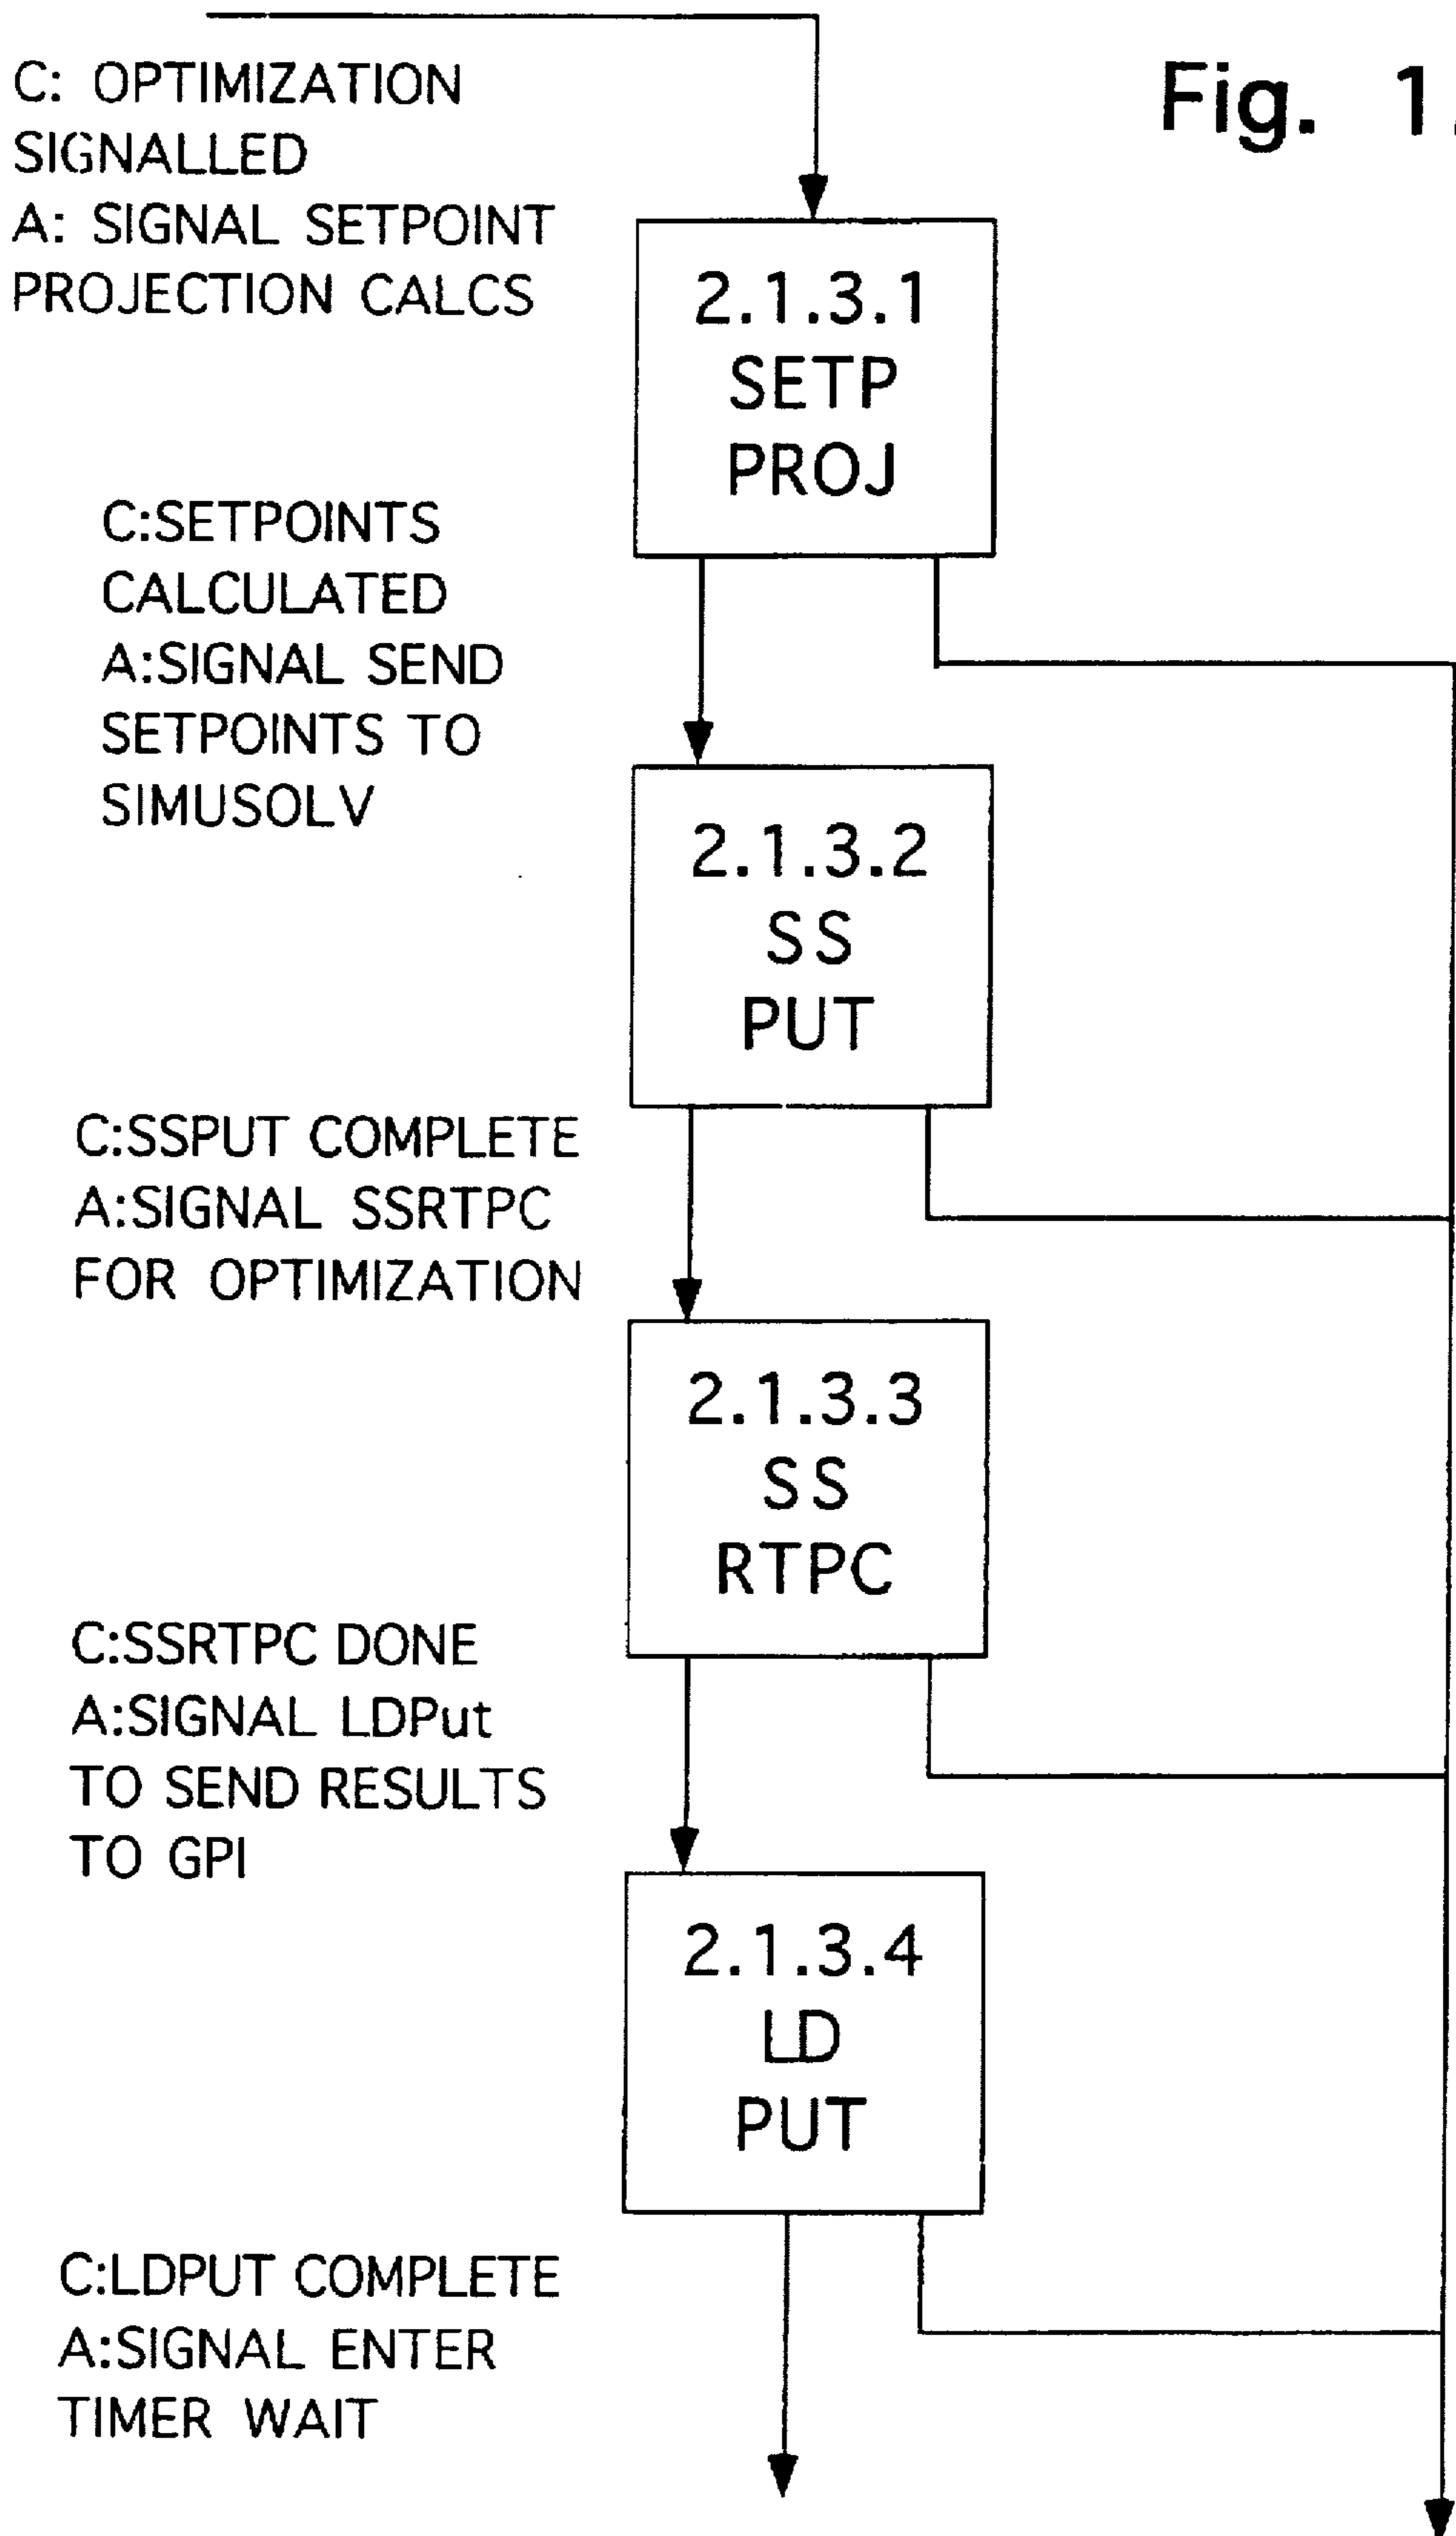 Fig. 1
C: OPTIMIZATION
SIGNALLED
A: SIGNAL SETPOINT
PROJECTION CALCS
2.1.3.1
SETP
PROJ
C:SETPOINTS
CALCULATED
A:SIGNAL SEND
SETPOINTS TO
SIMUSOLV
2.1.3.2
SS
PUT
C:SSPUT COMPLETE
A:SIGNAL SSRTPC
FOR OPTIMIZATION
2.1.3.3
SS
RTPC
C:SSRTPC DONE
A:SIGNAL LDPut
TO SEND RESULTS
TO GPI
2.1.3.4
LD
PUT
C:LDPUT COMPLETE
A:SIGNAL ENTER
TIMER WAIT